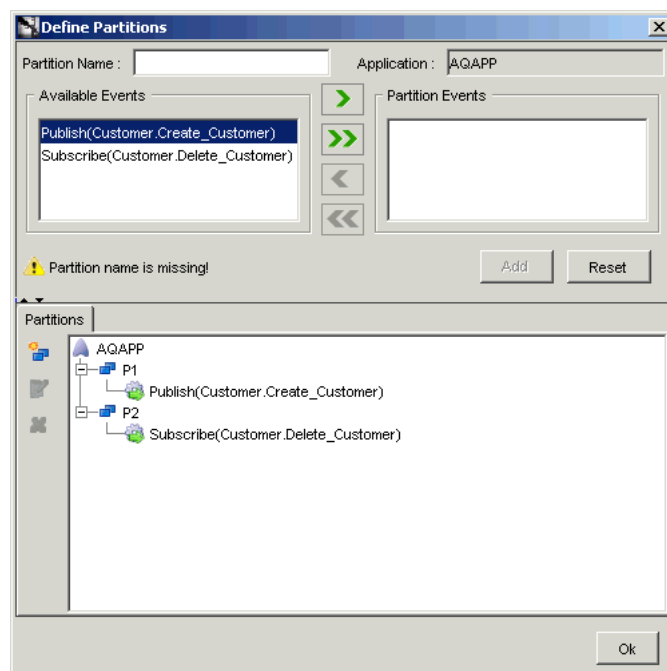 Define Partitions
Partition Name :
Application : AQAPP
Available Events
Partition Events
Publish(Customer.Create_Customer)
Subscribe(Customer.Delete_Customer)
Partition name is missing!
Add
Reset
Partitions
AQAPP
P1
Publish(Customer.Create_Customer)
P2
Subscribe(Customer.Delete_Customer)
Ok